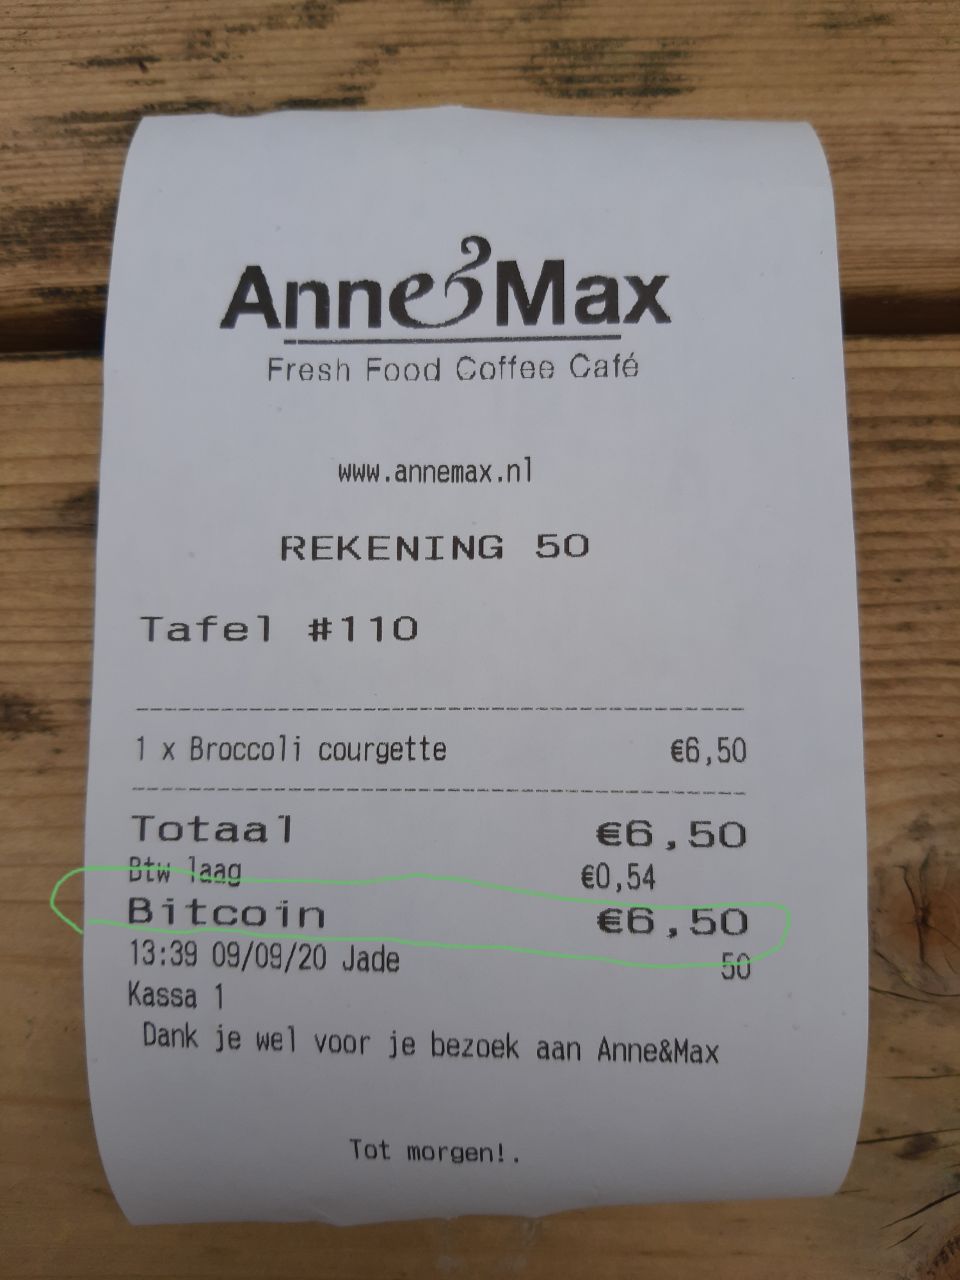 Anne&Max
Fresh Food Coffee Café
www.annemax.nl
REKENING 50
Tafel #110
1 x Broccoli courgette €6,50
Totaal €6,50
Btw laag €0,54
Bitcoin €6,50
13:39 09/09/20 Jade 50
Kassa 1
Dank je wel voor je bezoek aan Anne&Max
Tot morgen!.